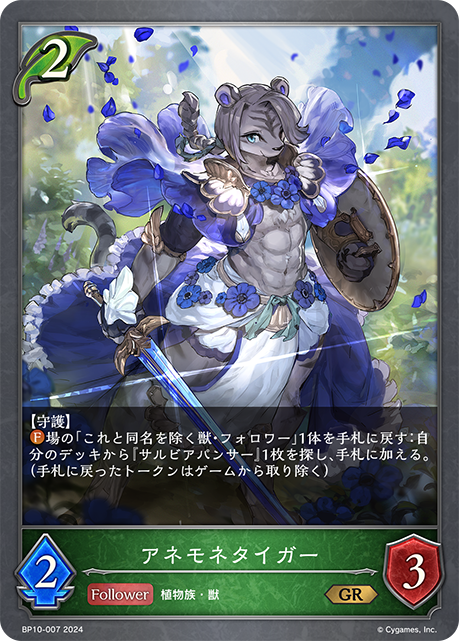 2
【守護】
F場の「これと同名を除く獣・フォロワー」1体を手札に戻す：自
分のデッキから『サルビアパンサー』1枚を探し、手札に加える。
（手札に戻ったトークンはゲームから取り除く）
アネモネタイガー
2
Follower 植物族・獣
GR
3
BP10-007 2024
© Cygames, Inc.